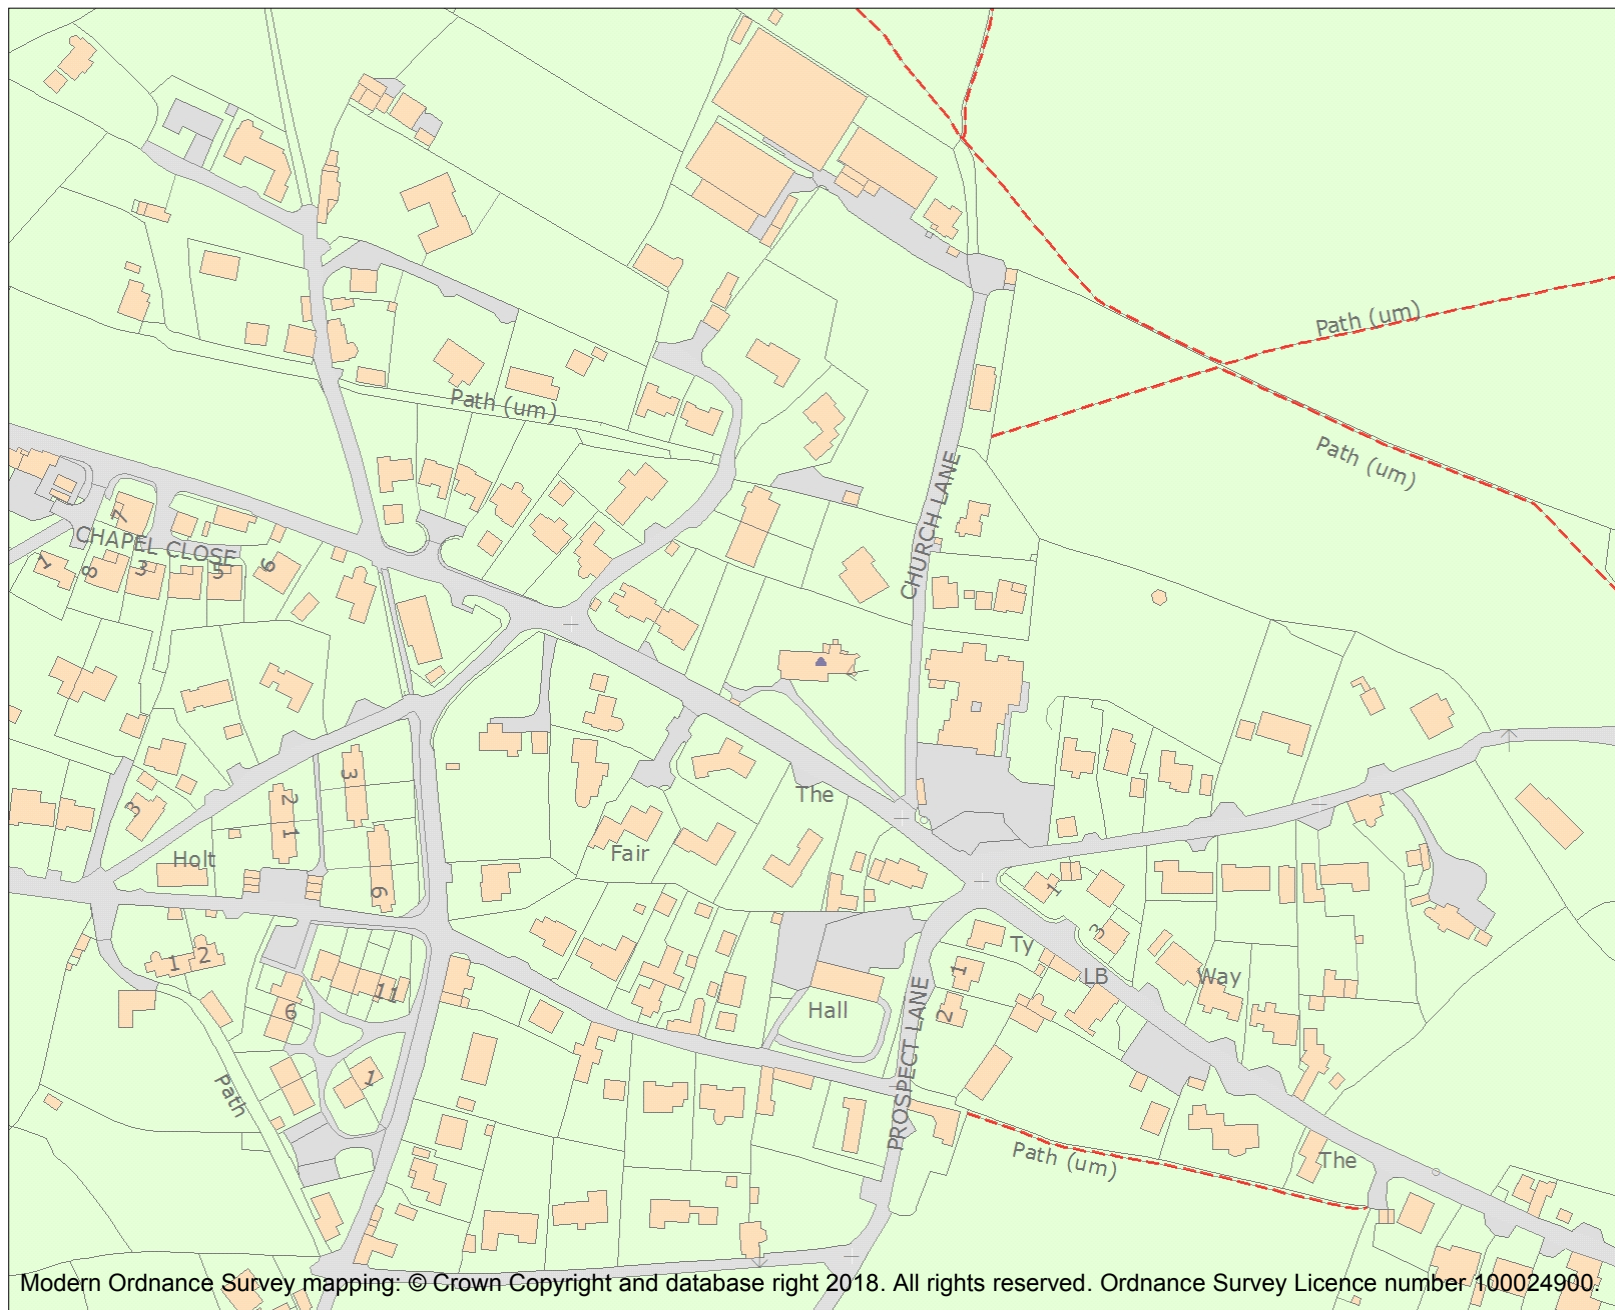 Path (um)
Path (um)
Path (um)
CHURCH LANE
7
CHAPEL CLOSE
1
8
3
5
9
3
2
1
3
6
Holt
The
Fair
1
3
Ty
LB
Way
1
2
1
2
11
6
1
Hall
PROSPECT LANE
Path
Path (um)
The
Modern Ordnance Survey mapping: © Crown Copyright and database right 2018. All rights reserved. Ordnance Survey Licence number 100024900.